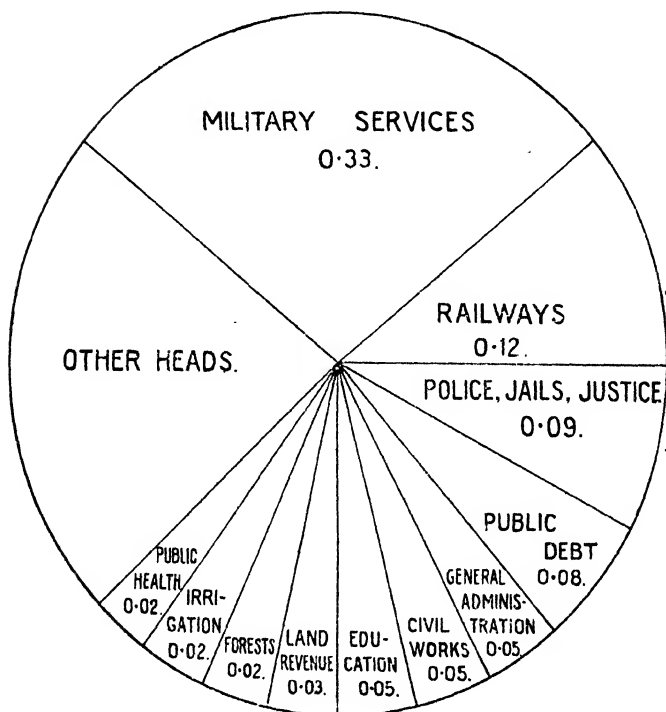 MILITARY SERVICES
0·33.
RAILWAYS
0·12.
POLICE, JAILS, JUSTICE
0·09.
PUBLIC
DEBT
0·08.
GENERAL
ADMINIS-
TRATION
0·05.
CIVIL
WORKS
0·05.
EDU-
CATION
0·05.
LAND
REVENUE
0·03.
FORESTS
0·02.
IRRI-
GATION
0·02.
PUBLIC
HEALTH
0·02.
OTHER HEADS.